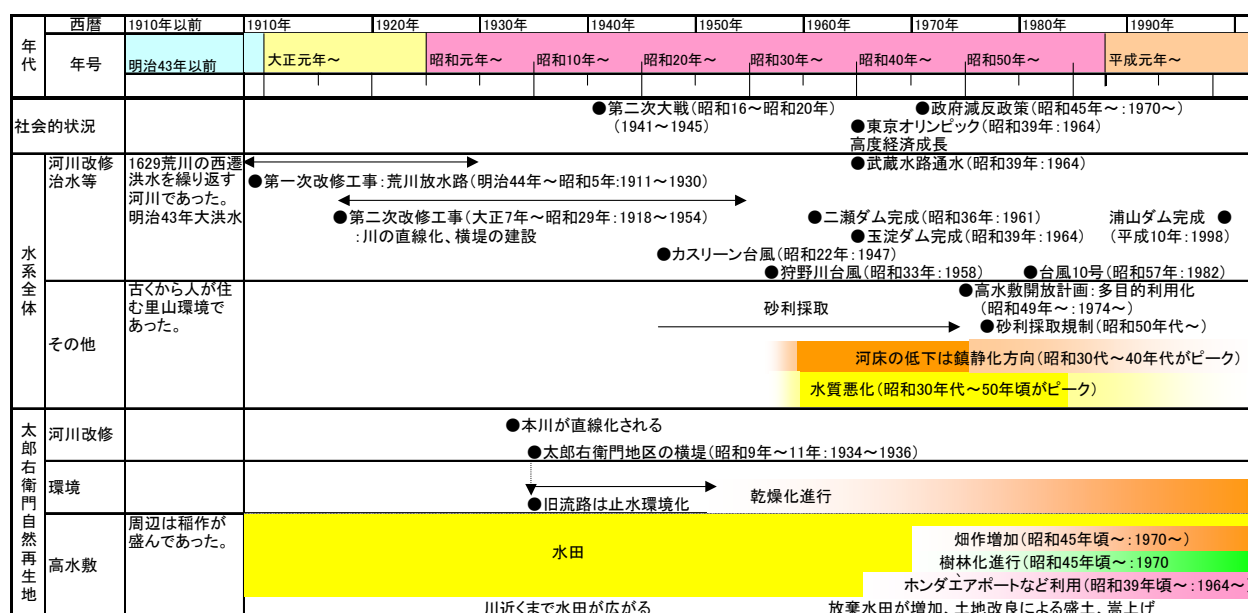 年代
西暦
1910年以前
1910年
1920年
1930年
1940年
1950年
1960年
1970年
1980年
1990年
年号
明治43年以前
大正元年～
昭和元年～
昭和10年～
昭和20年～
昭和30年～
昭和40年～
昭和50年～
平成元年～
社会的状況
●第二次大戦(昭和16～昭和20年)
(1941～1945)
●政府減反政策(昭和45年～:1970～)
●東京オリンピック(昭和39年:1964)
高度経済成長
水系全体
河川改修
治水等
1629荒川の西遷
洪水を繰り返す
河川であった。
明治43年大洪水
●武蔵水路通水(昭和39年:1964)
●第一次改修工事:荒川放水路(明治44年～昭和5年:1911～1930)
●第二次改修工事(大正7年～昭和29年:1918～1954)
:川の直線化、横堤の建設
●二瀬ダム完成(昭和36年:1961)
浦山ダム完成 ●
(平成10年:1998)
●玉淀ダム完成(昭和39年:1964)
●カスリーン台風(昭和22年:1947)
●狩野川台風(昭和33年:1958)
●台風10号(昭和57年:1982)
その他
古くから人が住
む里山環境で
あった。
●高水敷開放計画:多目的利用化
(昭和49年～:1974～)
砂利採取
●砂利採取規制(昭和50年代～)
河床の低下は鎮静化方向(昭和30代～40年代がピーク)
水質悪化(昭和30年代～50年頃がピーク)
太郎右衛門自然再生地
河川改修
●本川が直線化される
●太郎右衛門地区の横堤(昭和9年～11年:1934～1936)
環境
●旧流路は止水環境化
乾燥化進行
高水敷
周辺は稲作が
盛んであった。
水田
畑作増加(昭和45年頃～:1970～)
樹林化進行(昭和45年頃～:1970
ホンダエアポートなど利用(昭和39年頃～:1964～
川近くまで水田が広がる
放棄水田が増加、土地改良による盛土、嵩上げ